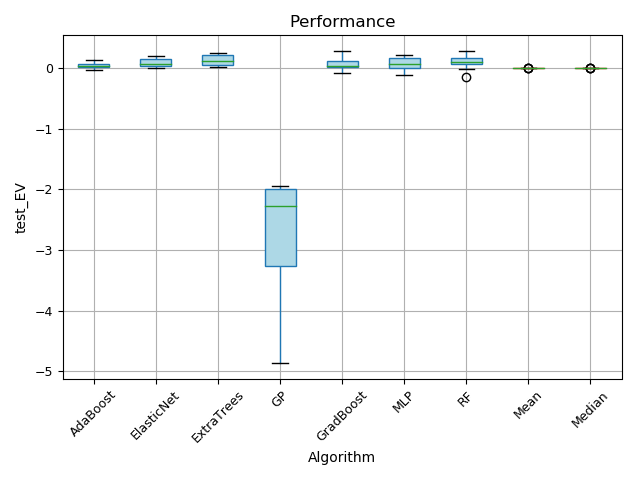 Performance
test_EV
0
−1
−2
−3
−4
−5
AdaBoost
ElasticNet
ExtraTrees
GP
GradBoost
MLP
RF
Mean
Median
Algorithm